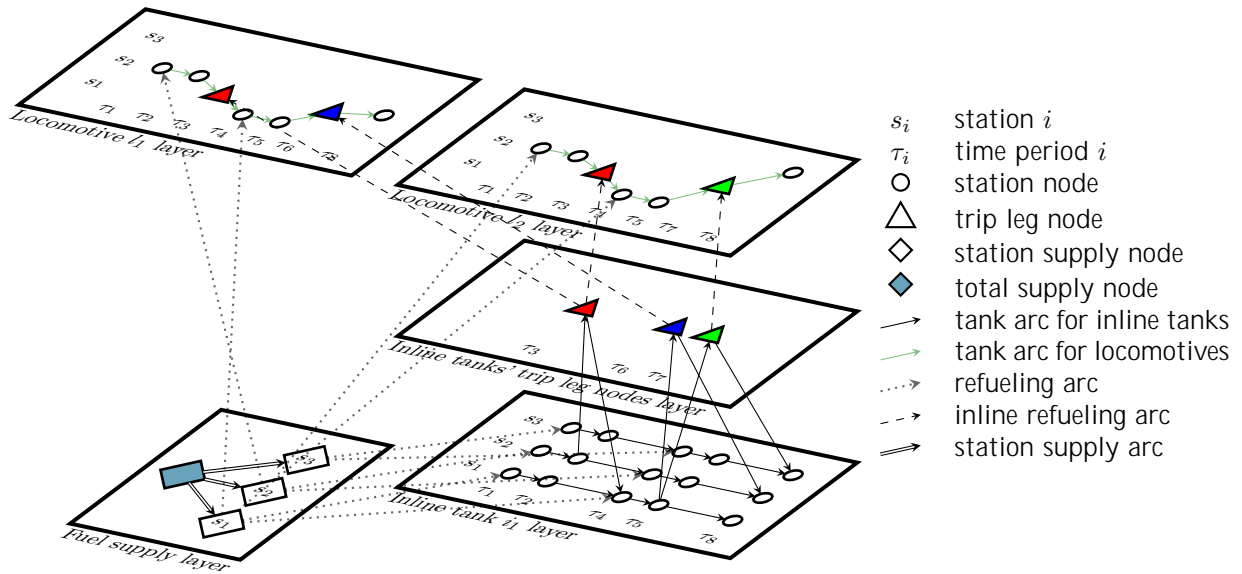 s₃
s₂
s₁
τ₁ τ₂ τ₃ τ₄ τ₅ τ₆ τ₈
Locomotive l₁ layer
s₃
s₂
s₁
τ₁ τ₂ τ₃ τ₄ τ₅ τ₇ τ₈
Locomotive l₂ layer
τ₃ τ₆ τ₇
Inline tanks' trip leg nodes layer
s₃
s₂
s₁
τ₁ τ₂ τ₄ τ₅ τ₈
Inline tank i₁ layer
s₃
s₂
s₁
Fuel supply layer
sᵢ station i
τᵢ time period i
station node
trip leg node
station supply node
total supply node
tank arc for inline tanks
tank arc for locomotives
refueling arc
inline refueling arc
station supply arc